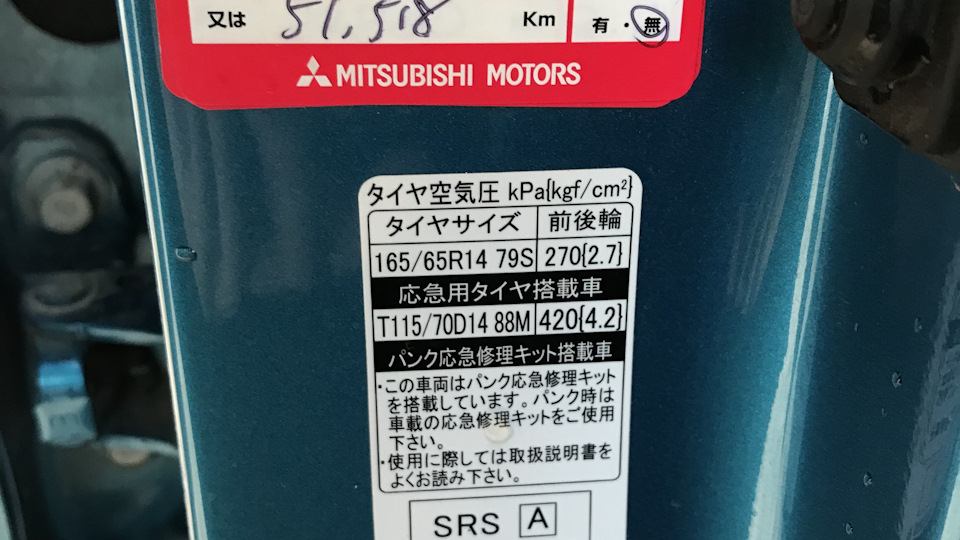 又は 51,518 Km 有・無
MITSUBISHI MOTORS
タイヤ空気圧 kPa{kgf/cm²}
タイヤサイズ 前後輪
165/65R14 79S 270{2.7}
応急用タイヤ搭載車
T115/70D14 88M 420{4.2}
パンク応急修理キット搭載車
・この車両はパンク応急修理キット
を搭載しています。パンク時は
車載の応急修理キットをご使用
下さい。
・使用に際しては取扱説明書を
よくお読み下さい。
SRS A